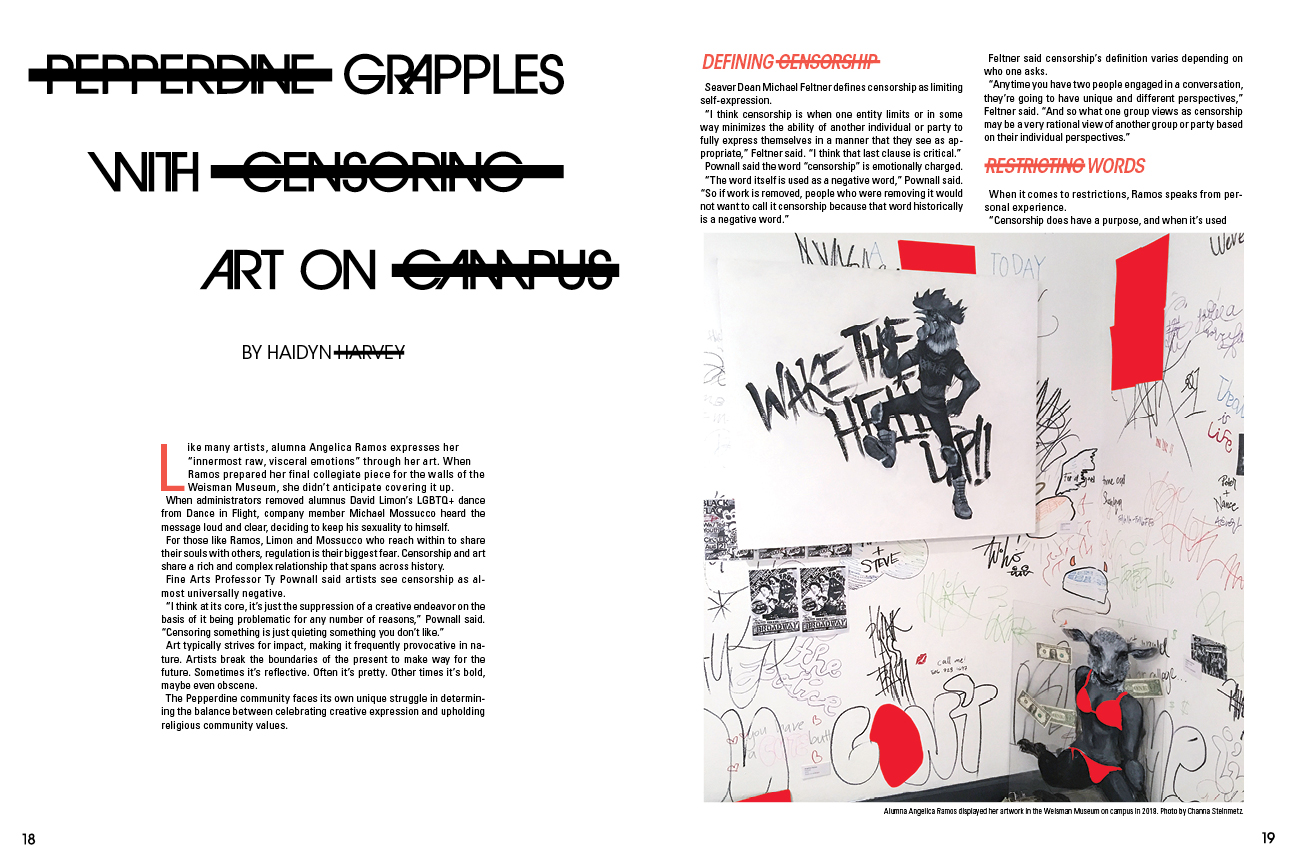 PEPPERDINE GRAPPLES
WITH CENSORING
ART ON CAMPUS
BY HAIDYN HARVEY
Like many artists, alumna Angelica Ramos expresses her
“innermost raw, visceral emotions” through her art. When
Ramos prepared her final collegiate piece for the walls of the
Weisman Museum, she didn’t anticipate covering it up.
When administrators removed alumnus David Limon’s LGBTQ+ dance
from Dance in Flight, company member Michael Mossucco heard the
message loud and clear, deciding to keep his sexuality to himself.
For those like Ramos, Limon and Mossucco who reach within to share
their souls with others, regulation is their biggest fear. Censorship and art
share a rich and complex relationship that spans across history.
Fine Arts Professor Ty Pownall said artists see censorship as al-
most universally negative.
“I think at its core, it’s just the suppression of a creative endeavor on the
basis of it being problematic for any number of reasons,” Pownall said.
“Censoring something is just quieting something you don’t like.”
Art typically strives for impact, making it frequently provocative in na-
ture. Artists break the boundaries of the present to make way for the
future. Sometimes it’s reflective. Often it’s pretty. Other times it’s bold,
maybe even obscene.
The Pepperdine community faces its own unique struggle in determin-
ing the balance between celebrating creative expression and upholding
religious community values.
18
DEFINING CENSORSHIP
Seaver Dean Michael Feltner defines censorship as limiting
self-expression.
“I think censorship is when one entity limits or in some
way minimizes the ability of another individual or party to
fully express themselves in a manner that they see as ap-
propriate,” Feltner said. “I think that last clause is critical.”
Pownall said the word “censorship” is emotionally charged.
“The word itself is used as a negative word,” Pownall said.
“So if work is removed, people who were removing it would
not want to call it censorship because that word historically
is a negative word.”
Feltner said censorship’s definition varies depending on
who one asks.
“Anytime you have two people engaged in a conversation,
they’re going to have unique and different perspectives,”
Feltner said. “And so what one group views as censorship
may be a very rational view of another group or party based
on their individual perspectives.”
RESTRICTING WORDS
When it comes to restrictions, Ramos speaks from per-
sonal experience.
“Censorship does have a purpose, and when it’s used
TODAY
We're
WAKE THE
HELL
UP!!
is
Life
Peter
+
Nance
BLACK
FLAG
+
STEVE
BROADWAY
BROADWAY
call me!
the
you have
a
butt
Alumna Angelica Ramos displayed her artwork in the Weisman Museum on campus in 2019. Photo by Channa Steinmetz.
19